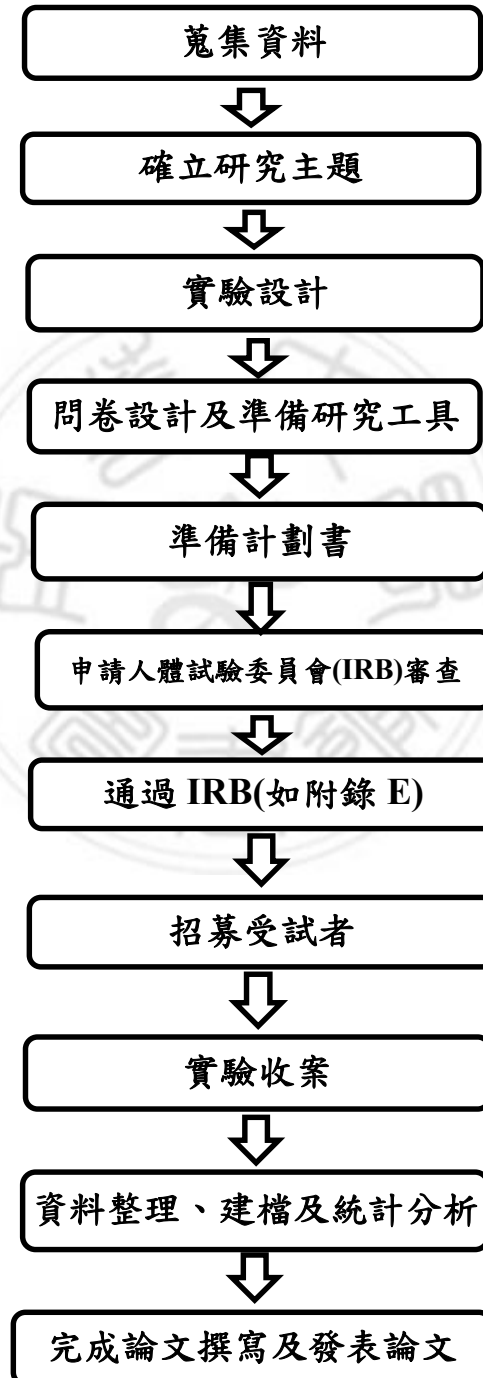 蒐集資料
確立研究主題
實驗設計
問卷設計及準備研究工具
準備計劃書
申請人體試驗委員會(IRB)審查
通過 IRB(如附錄 E)
招募受試者
實驗收案
資料整理、建檔及統計分析
完成論文撰寫及發表論文